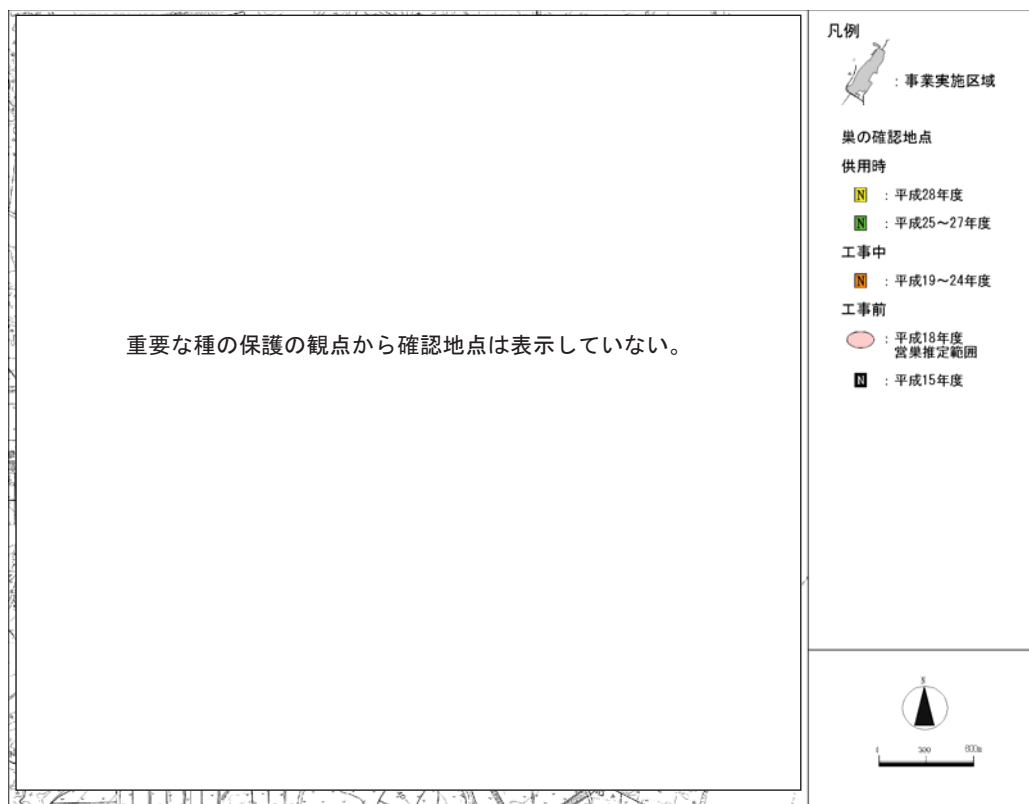 重要な種の保護の観点から確認地点は表示していない。
凡例
：事業実施区域
巣の確認地点
供用時
N ：平成28年度
N ：平成25～27年度
工事中
N ：平成19～24年度
工事前
：平成18年度
営巣推定範囲
N ：平成15年度
N
0 300 600m